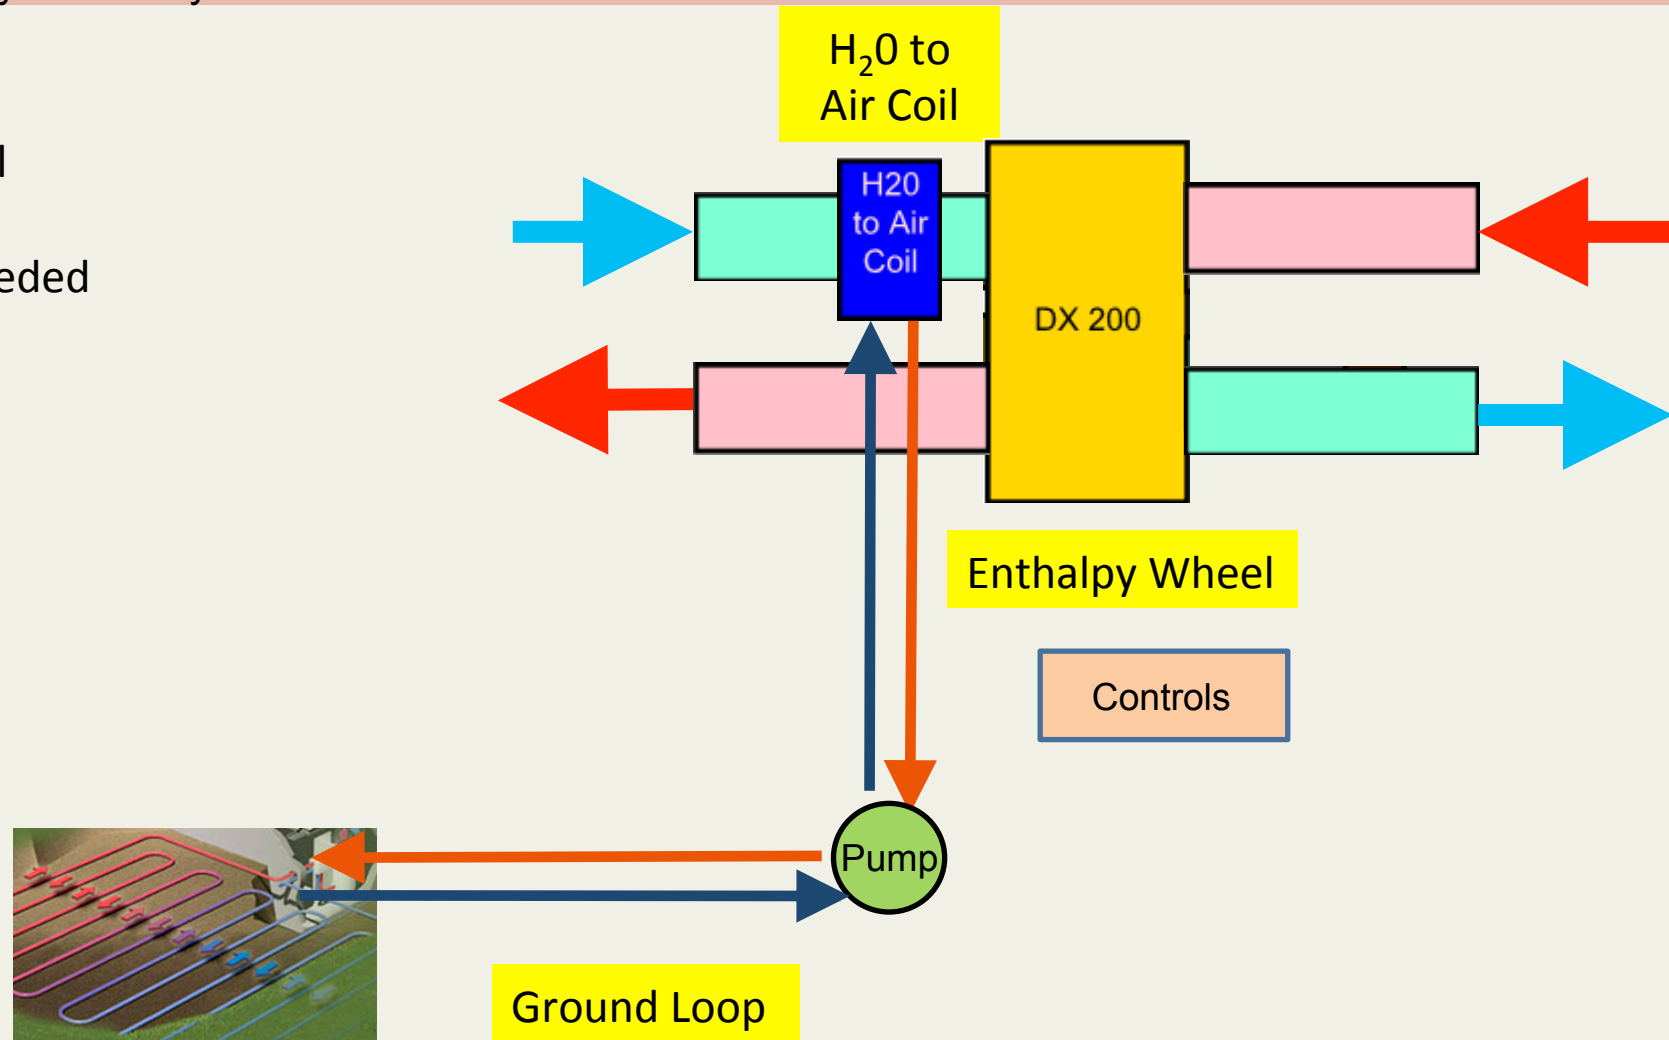 H₂0 to
Air Coil
H20
to Air
Coil
eded
DX 200
Enthalpy Wheel
Controls
Pump
Ground Loop